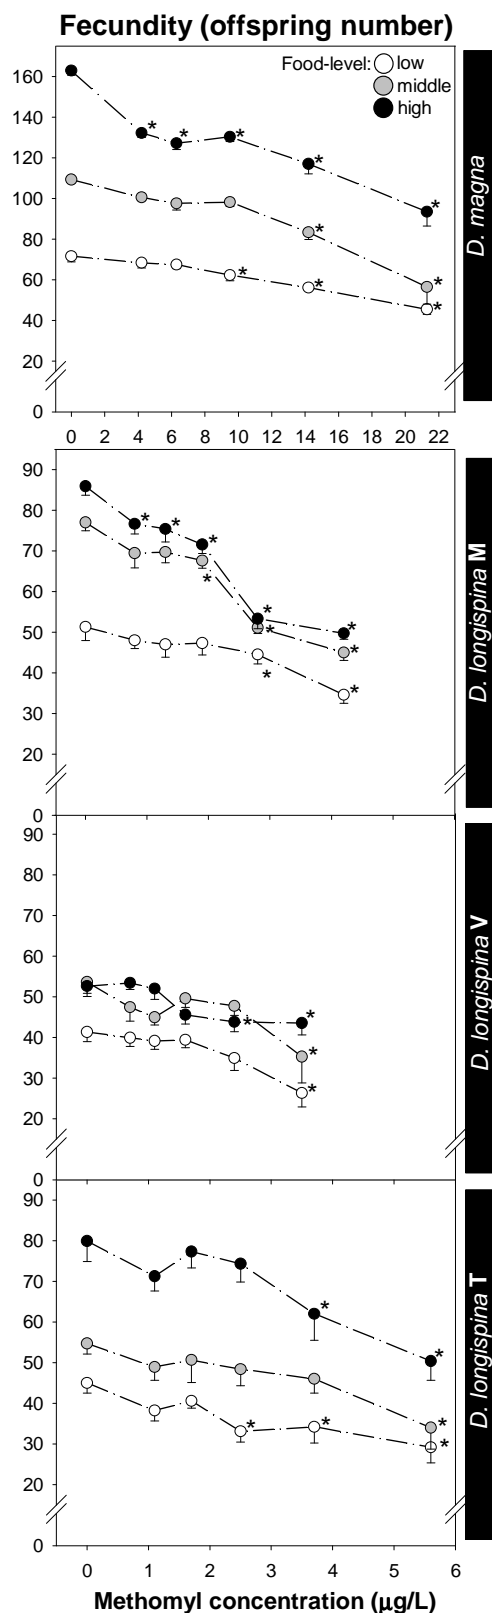 Fecundity (offspring number)
Food-level: low
middle
high
160
140
120
100
80
60
40
20
0
0 2 4 6 8 10 12 14 16 18 20 22
D. magna
* * * * *
* *
* * *
90
80
70
60
50
40
30
20
0
D. longispina M
* * * * *
* * *
* *
90
80
70
60
50
40
30
20
0
D. longispina V
* *
*
*
90
80
70
60
50
40
30
20
0
D. longispina T
* *
*
* * *
0 1 2 3 4 5 6
Methomyl concentration (µg/L)